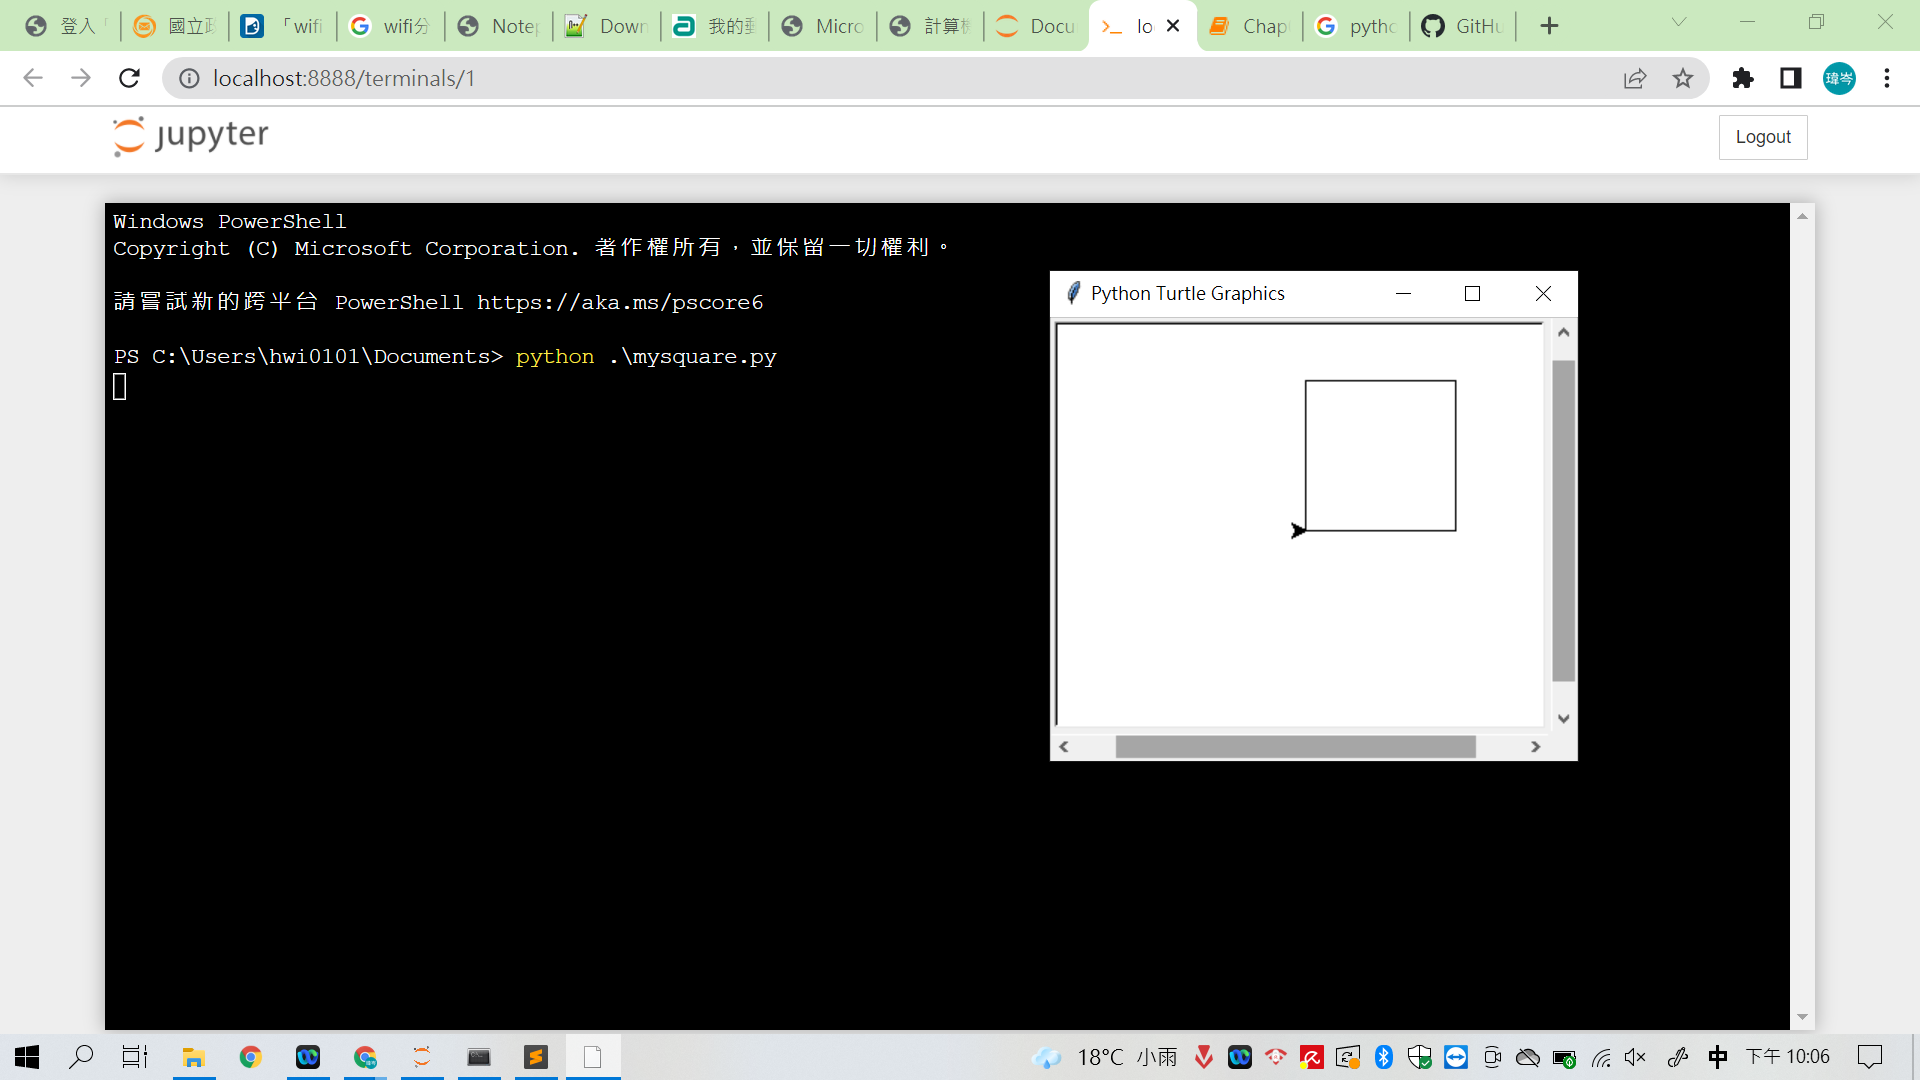 登入
國立政
「wifi
wifi分
Notep
Down
我的
Micro
計算機
Docu
lo
Chap
pytho
GitHu
localhost:8888/terminals/1
瑋岑
jupyter
Logout
Windows PowerShell
Copyright (C) Microsoft Corporation. 著作權所有，並保留一切權利。
請嘗試新的跨平台 PowerShell https://aka.ms/pscore6
PS C:\Users\hwi0101\Documents> python .\mysquare.py
Python Turtle Graphics
18°C 小雨
中
下午 10:06